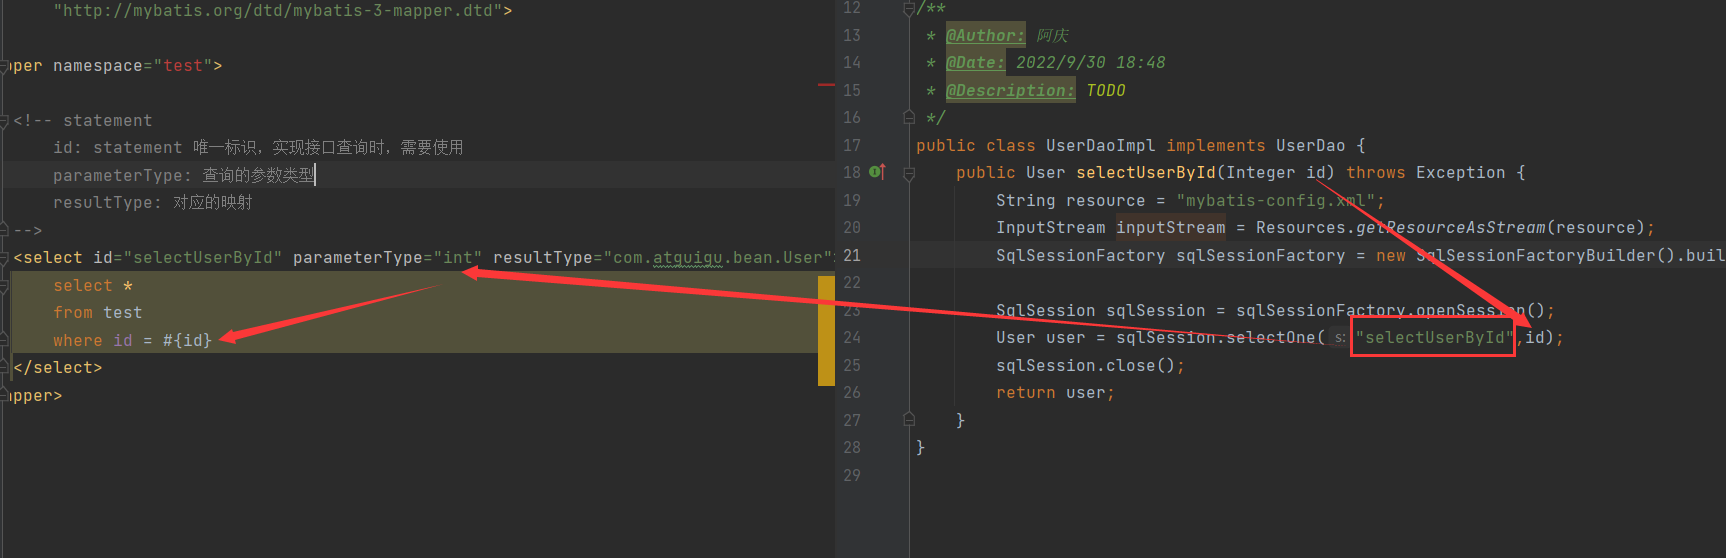 "http://mybatis.org/dtd/mybatis-3-mapper.dtd">
pper namespace="test">
<!-- statement
id: statement 唯一标识，实现接口查询时，需要使用
parameterType: 查询的参数类型
resultType: 对应的映射
-->
<select id="selectUserById" parameterType="int" resultType="com.atguigu.bean.User">
select *
from test
where id = #{id}
</select>
apper>
12 /**
13 * @Author: 阿庆
14 * @Date: 2022/9/30 18:48
15 * @Description: TODO
16 */
17 public class UserDaoImpl implements UserDao {
18 public User selectUserById(Integer id) throws Exception {
19 String resource = "mybatis-config.xml";
20 InputStream inputStream = Resources.getResourceAsStream(resource);
21 SqlSessionFactory sqlSessionFactory = new SqlSessionFactoryBuilder().buil
22
23 SqlSession sqlSession = sqlSessionFactory.openSession();
24 User user = sqlSession.selectOne( s: "selectUserById",id);
25 sqlSession.close();
26 return user;
27 }
28 }
29